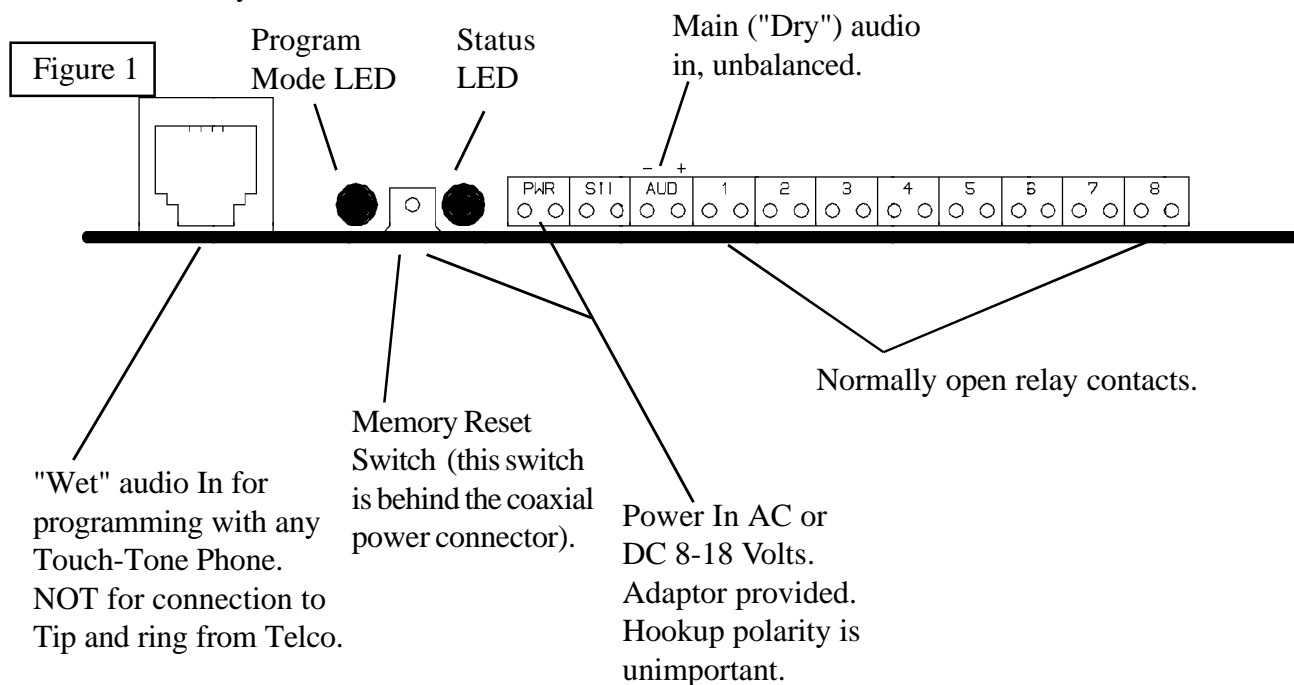 Figure 1
Program
Mode LED
Status
LED
Main ("Dry") audio
in, unbalanced.
– +
PWR STI AUD 1 2 3 4 5 6 7 8
Normally open relay contacts.
"Wet" audio In for
programming with any
Touch-Tone Phone.
NOT for connection to
Tip and ring from Telco.
Memory Reset
Switch (this switch
is behind the coaxial
power connector).
Power In AC or
DC 8-18 Volts.
Adaptor provided.
Hookup polarity is
unimportant.